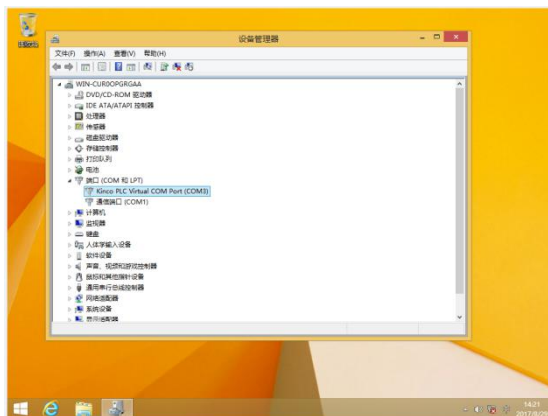 回收站
设备管理器
文件(F) 操作(A) 查看(V) 帮助(H)
WIN-CUR0OPGRGAA
DVD/CD-ROM 驱动器
IDE ATA/ATAPI 控制器
处理器
传感器
磁盘驱动器
存储控制器
打印队列
电池
端口 (COM 和 LPT)
Kinco PLC Virtual COM Port (COM3)
通信端口 (COM1)
计算机
监视器
键盘
人体学输入设备
软件设备
声音、视频和游戏控制器
鼠标和其他指针设备
通用串行总线控制器
网络适配器
系统设备
显示适配器
14:21